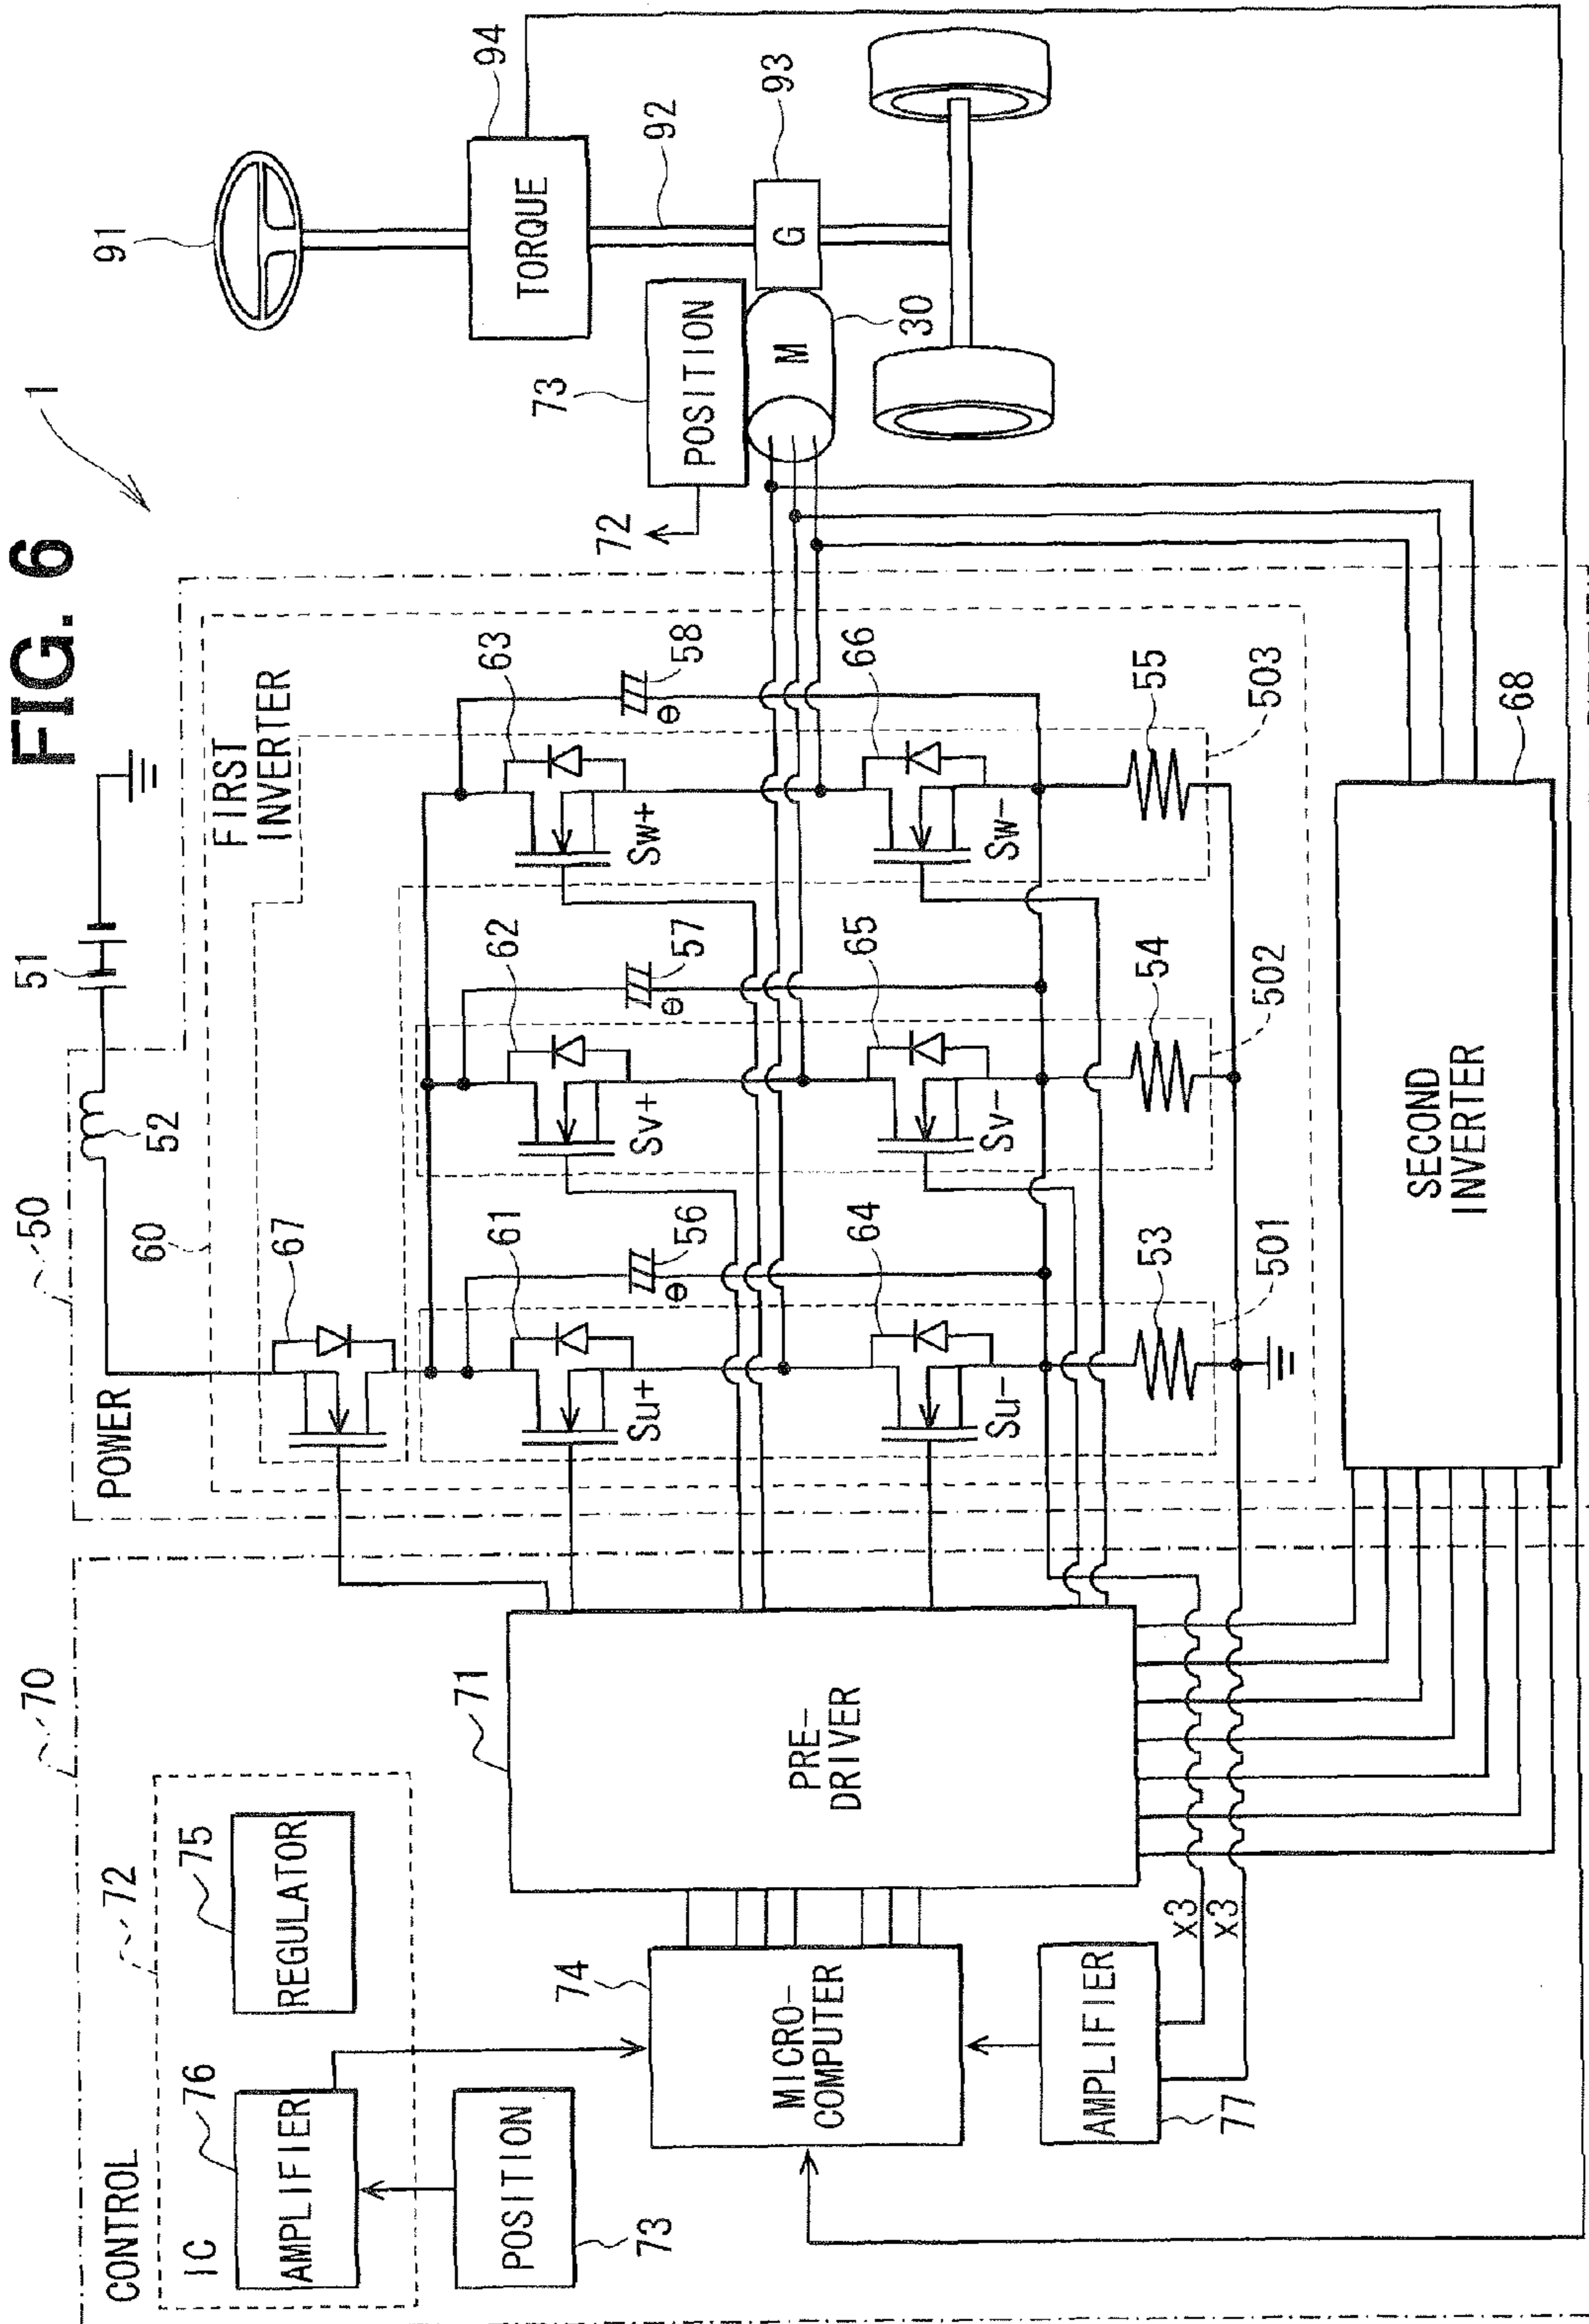 FIG. 6
1
CONTROL
70
72
IC
76
AMPLIFIER
75
REGULATOR
POSITION
73
74
MICRO-
COMPUTER
AMPLIFIER
77
x3
x3
71
PRE-
DRIVER
POWER
50
52
51
60
FIRST
INVERTER
67
61
Su+
56
62
Sv+
57
63
Sw+
58
64
Su-
65
Sv-
66
Sw-
53
501
54
502
55
503
SECOND
INVERTER
68
72
73
POSITION
M
30
G
93
92
TORQUE
94
91